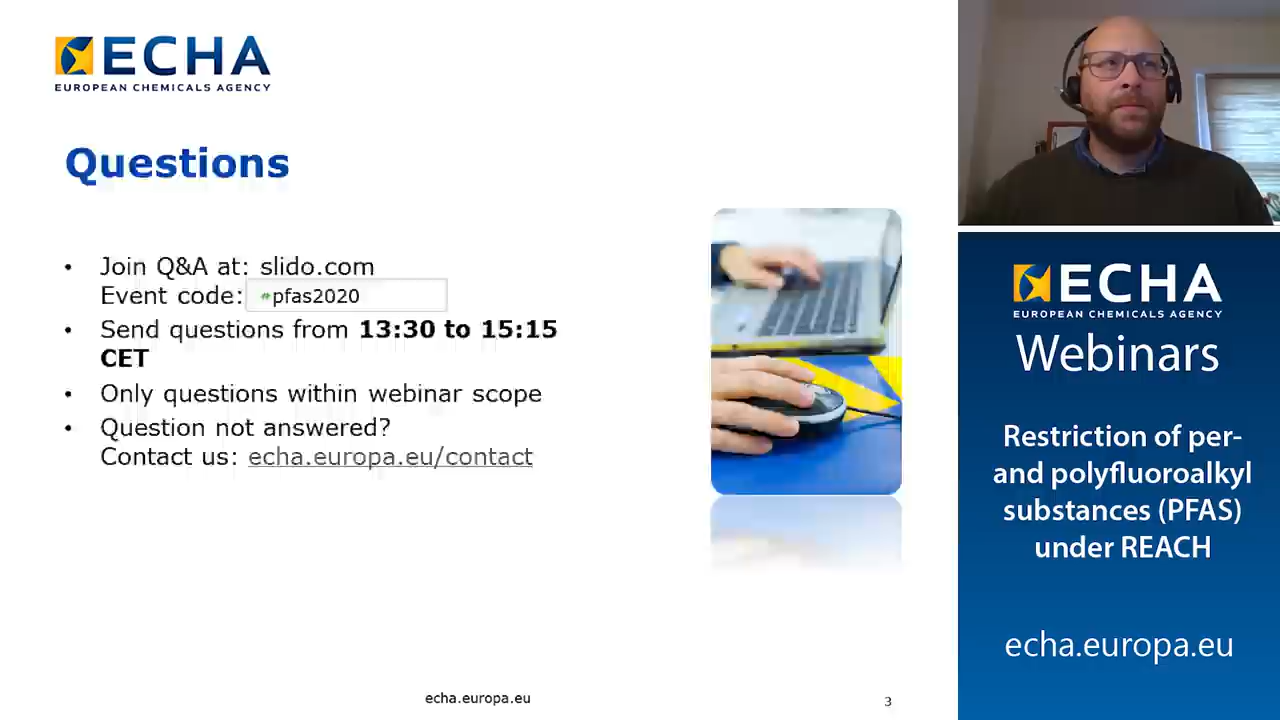 ECHA
EUROPEAN CHEMICALS AGENCY
Questions
• Join Q&A at: slido.com
Event code: #pfas2020
• Send questions from 13:30 to 15:15
CET
• Only questions within webinar scope
• Question not answered?
Contact us: echa.europa.eu/contact
echa.europa.eu
3
ECHA
EUROPEAN CHEMICALS AGENCY
Webinars
Restriction of per-
and polyfluoroalkyl
substances (PFAS)
under REACH
echa.europa.eu